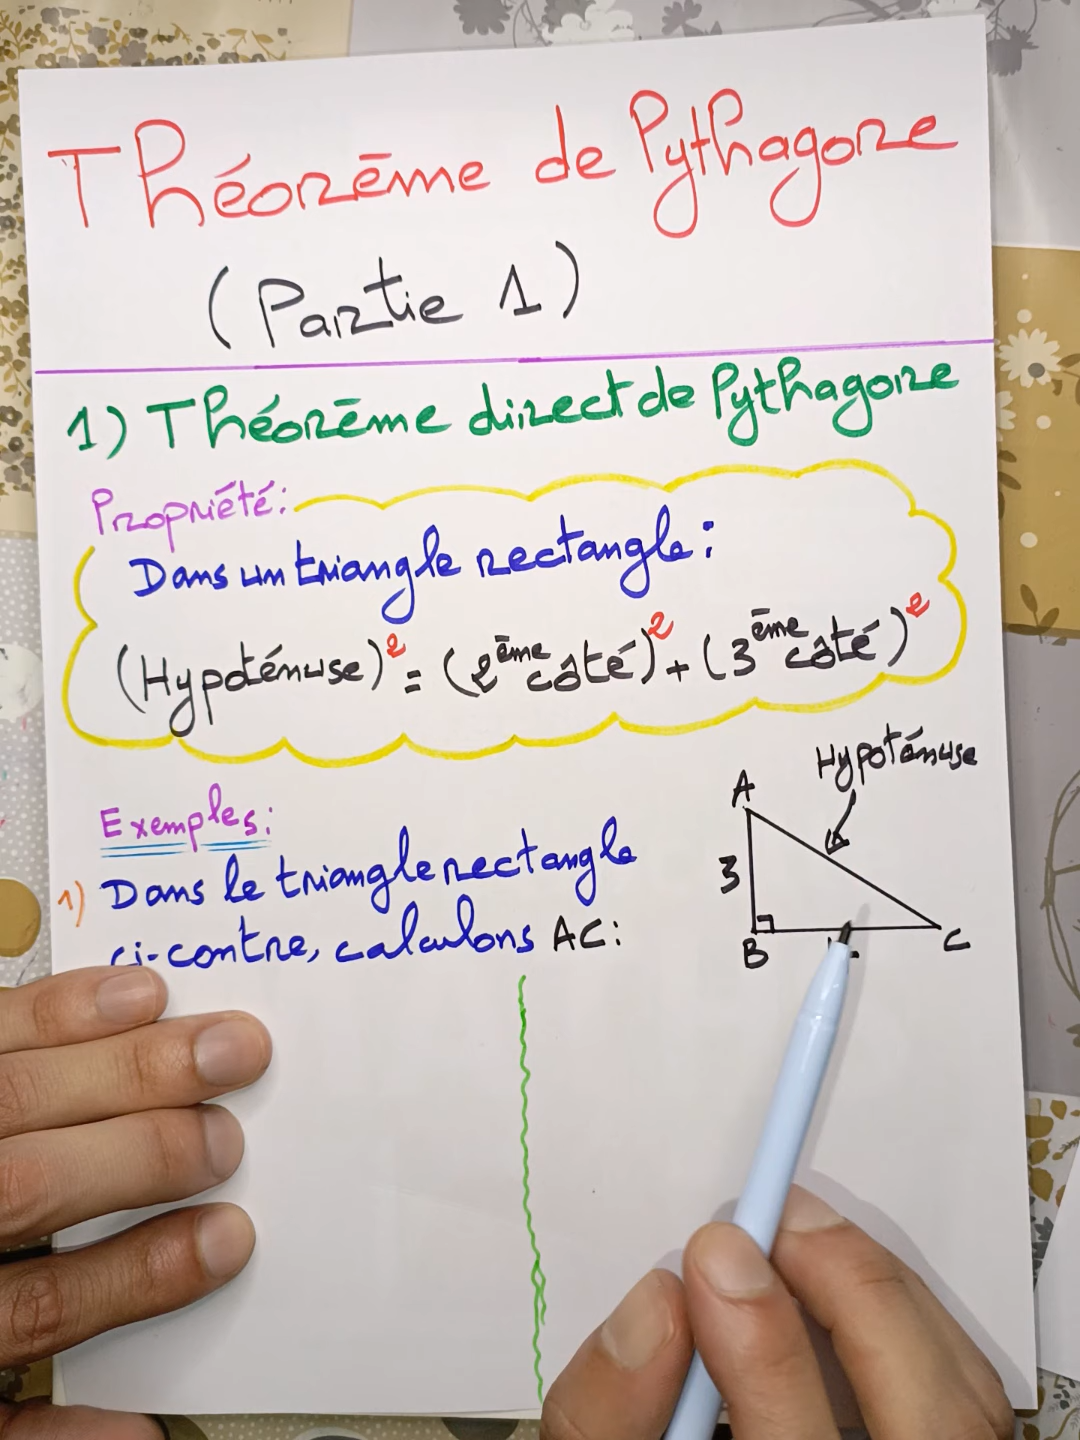 Théorème de Pythagore
(Partie 1)
1) Théorème direct de Pythagore
Propriété:
Dans un triangle rectangle:
(Hypoténuse)² = (2ème côté)² + (3ème côté)²
Exemples:
1) Dans le triangle rectangle
ci-contre, calculons AC:
Hypoténuse
A
3
B
C